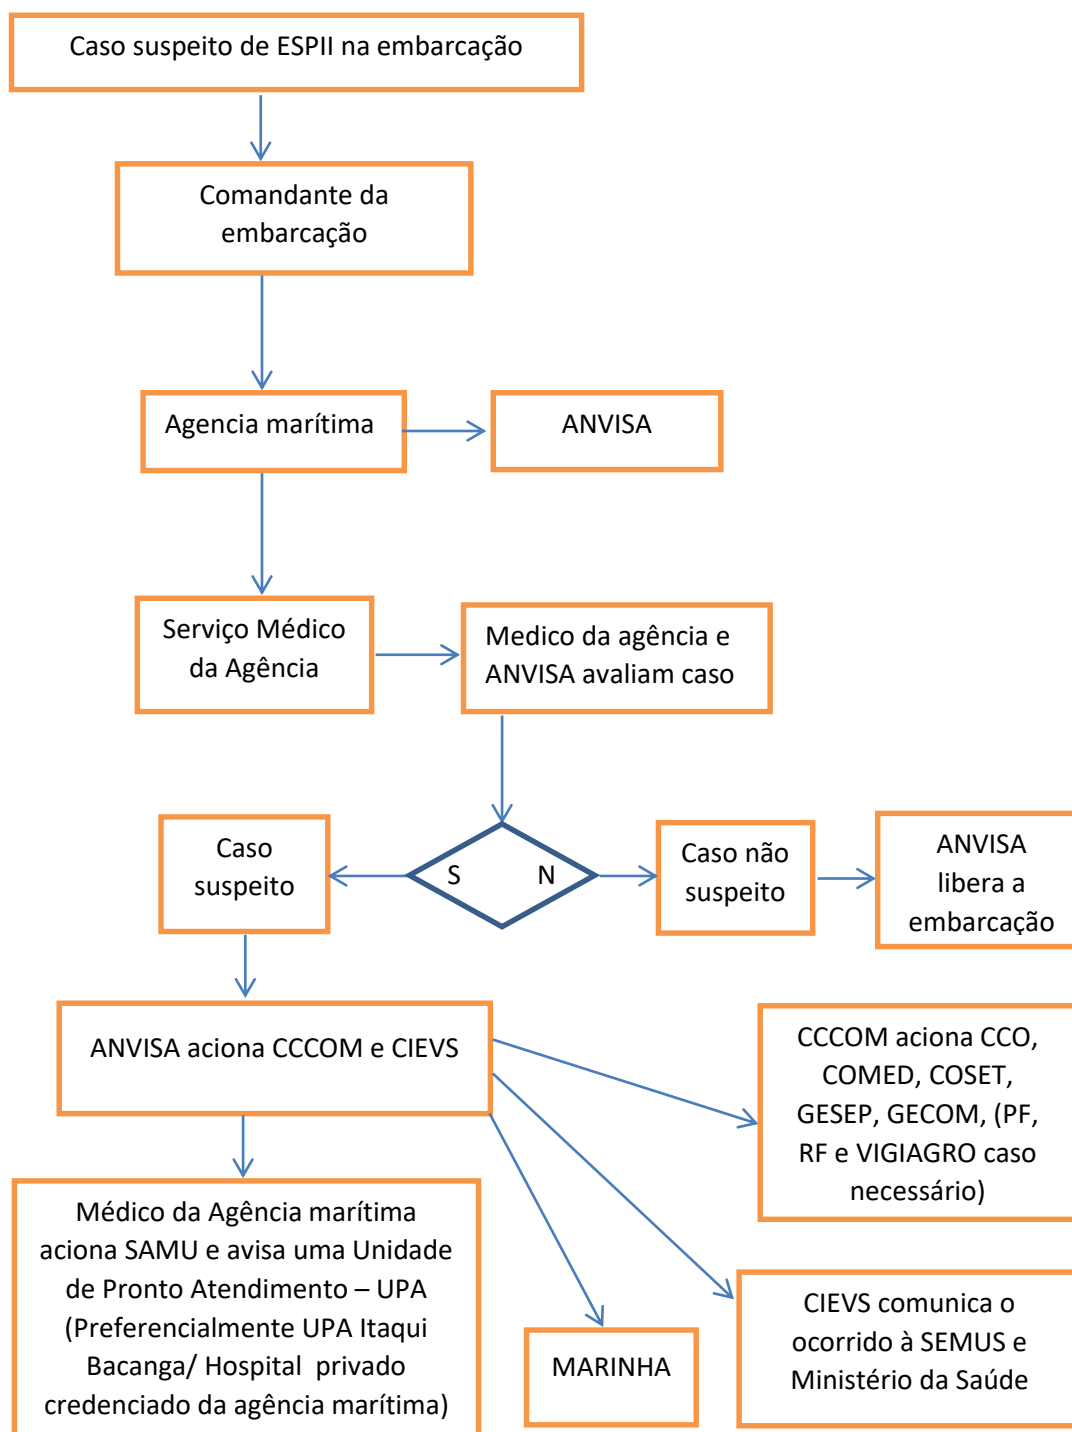 Caso suspeito de ESPII na embarcação
Comandante da
embarcação
Agencia marítima
ANVISA
Serviço Médico
da Agência
Medico da agência e
ANVISA avaliam caso
S
N
Caso
suspeito
Caso não
suspeito
ANVISA
libera a
embarcação
ANVISA aciona CCCOM e CIEVS
CCCOM aciona CCO,
COMED, COSET,
GESEP, GECOM, (PF,
RF e VIGIAGRO caso
necessário)
Médico da Agência marítima
aciona SAMU e avisa uma Unidade
de Pronto Atendimento – UPA
(Preferencialmente UPA Itaqui
Bacanga/ Hospital privado
credenciado da agência marítima)
MARINHA
CIEVS comunica o
ocorrido à SEMUS e
Ministério da Saúde